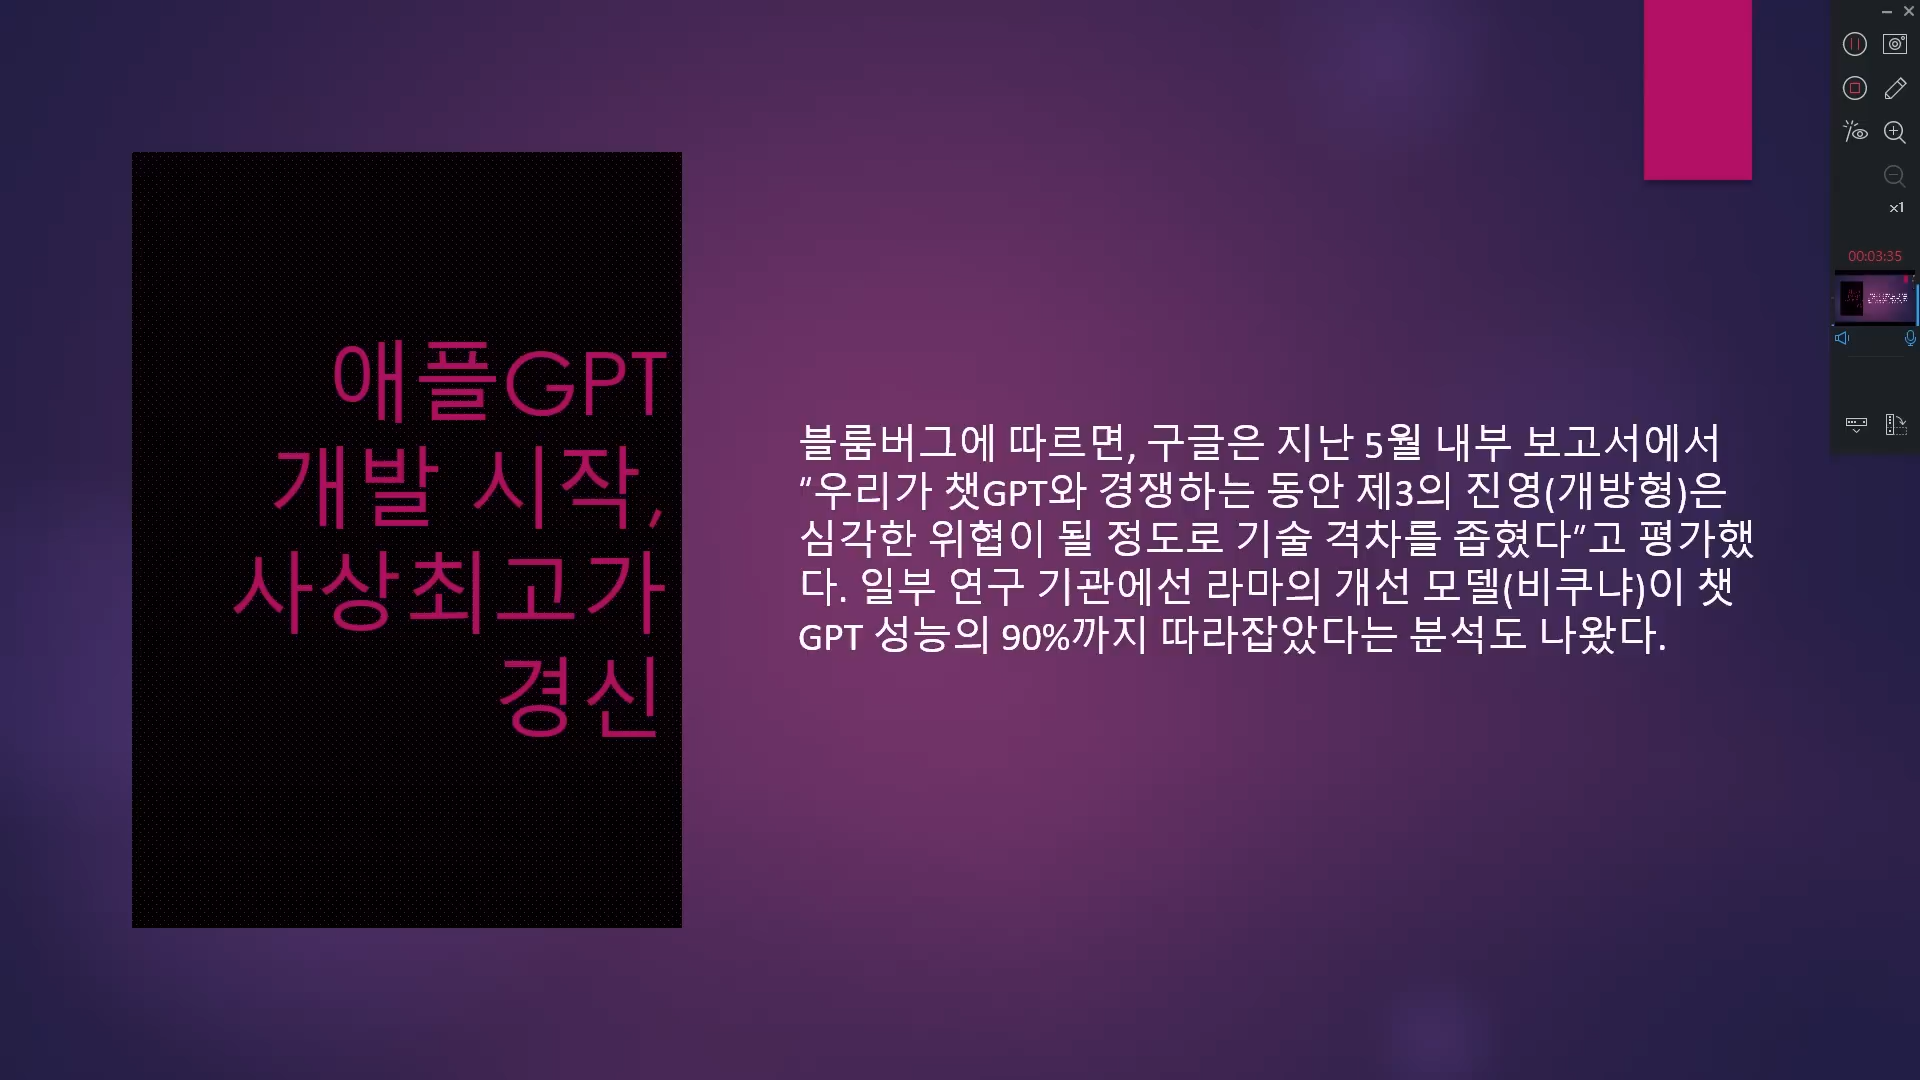 애플GPT
개발 시작,
사상최고가
경신
블룸버그에 따르면, 구글은 지난 5월 내부 보고서에서
"우리가 챗GPT와 경쟁하는 동안 제3의 진영(개방형)은
심각한 위협이 될 정도로 기술 격차를 좁혔다"고 평가했
다. 일부 연구 기관에선 라마의 개선 모델(비쿠냐)이 챗
GPT 성능의 90%까지 따라잡았다는 분석도 나왔다.
x1
00:03:35